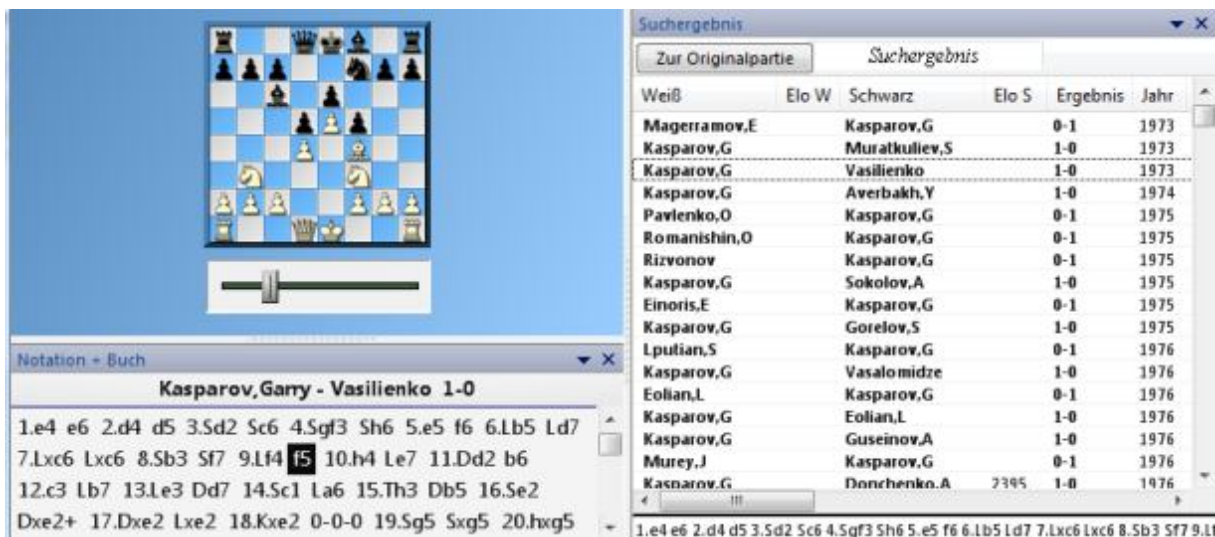 Suchergebnis
Zur Originalpartie Suchergebnis
Weiß Elo W Schwarz Elo S Ergebnis Jahr
Magerramov,E Kasparov,G 0-1 1973
Kasparov,G Muratkuliev,S 1-0 1973
Kasparov,G Vasilienko 1-0 1973
Kasparov,G Averbakh,Y 1-0 1974
Pavlenko,O Kasparov,G 0-1 1975
Romanishin,O Kasparov,G 0-1 1975
Rizvonov Kasparov,G 0-1 1975
Kasparov,G Sokolov,A 1-0 1975
Einoris,E Kasparov,G 0-1 1975
Kasparov,G Gorelov,S 1-0 1975
Lputian,S Kasparov,G 0-1 1976
Kasparov,G Vasalomidze 1-0 1976
Eolian,L Kasparov,G 0-1 1976
Kasparov,G Eolian,L 1-0 1976
Kasparov,G Guseinov,A 1-0 1976
Murey,J Kasparov,G 0-1 1976
Kasparov,G Donchenko,A 2395 1-0 1976
1.e4 e6 2.d4 d5 3.Sd2 Sc6 4.Sgf3 Sh6 5.e5 f6 6.Lb5 Ld7 7.Lxc6 Lxc6 8.Sb3 Sf7 9.Lf
Notation + Buch
Kasparov,Garry - Vasilienko 1-0
1.e4 e6 2.d4 d5 3.Sd2 Sc6 4.Sgf3 Sh6 5.e5 f6 6.Lb5 Ld7
7.Lxc6 Lxc6 8.Sb3 Sf7 9.Lf4 f5 10.h4 Le7 11.Dd2 b6
12.c3 Lb7 13.Le3 Dd7 14.Sc1 La6 15.Th3 Db5 16.Se2
Dxe2+ 17.Dxe2 Lxe2 18.Kxe2 0-0-0 19.Sg5 Sxg5 20.hxg5